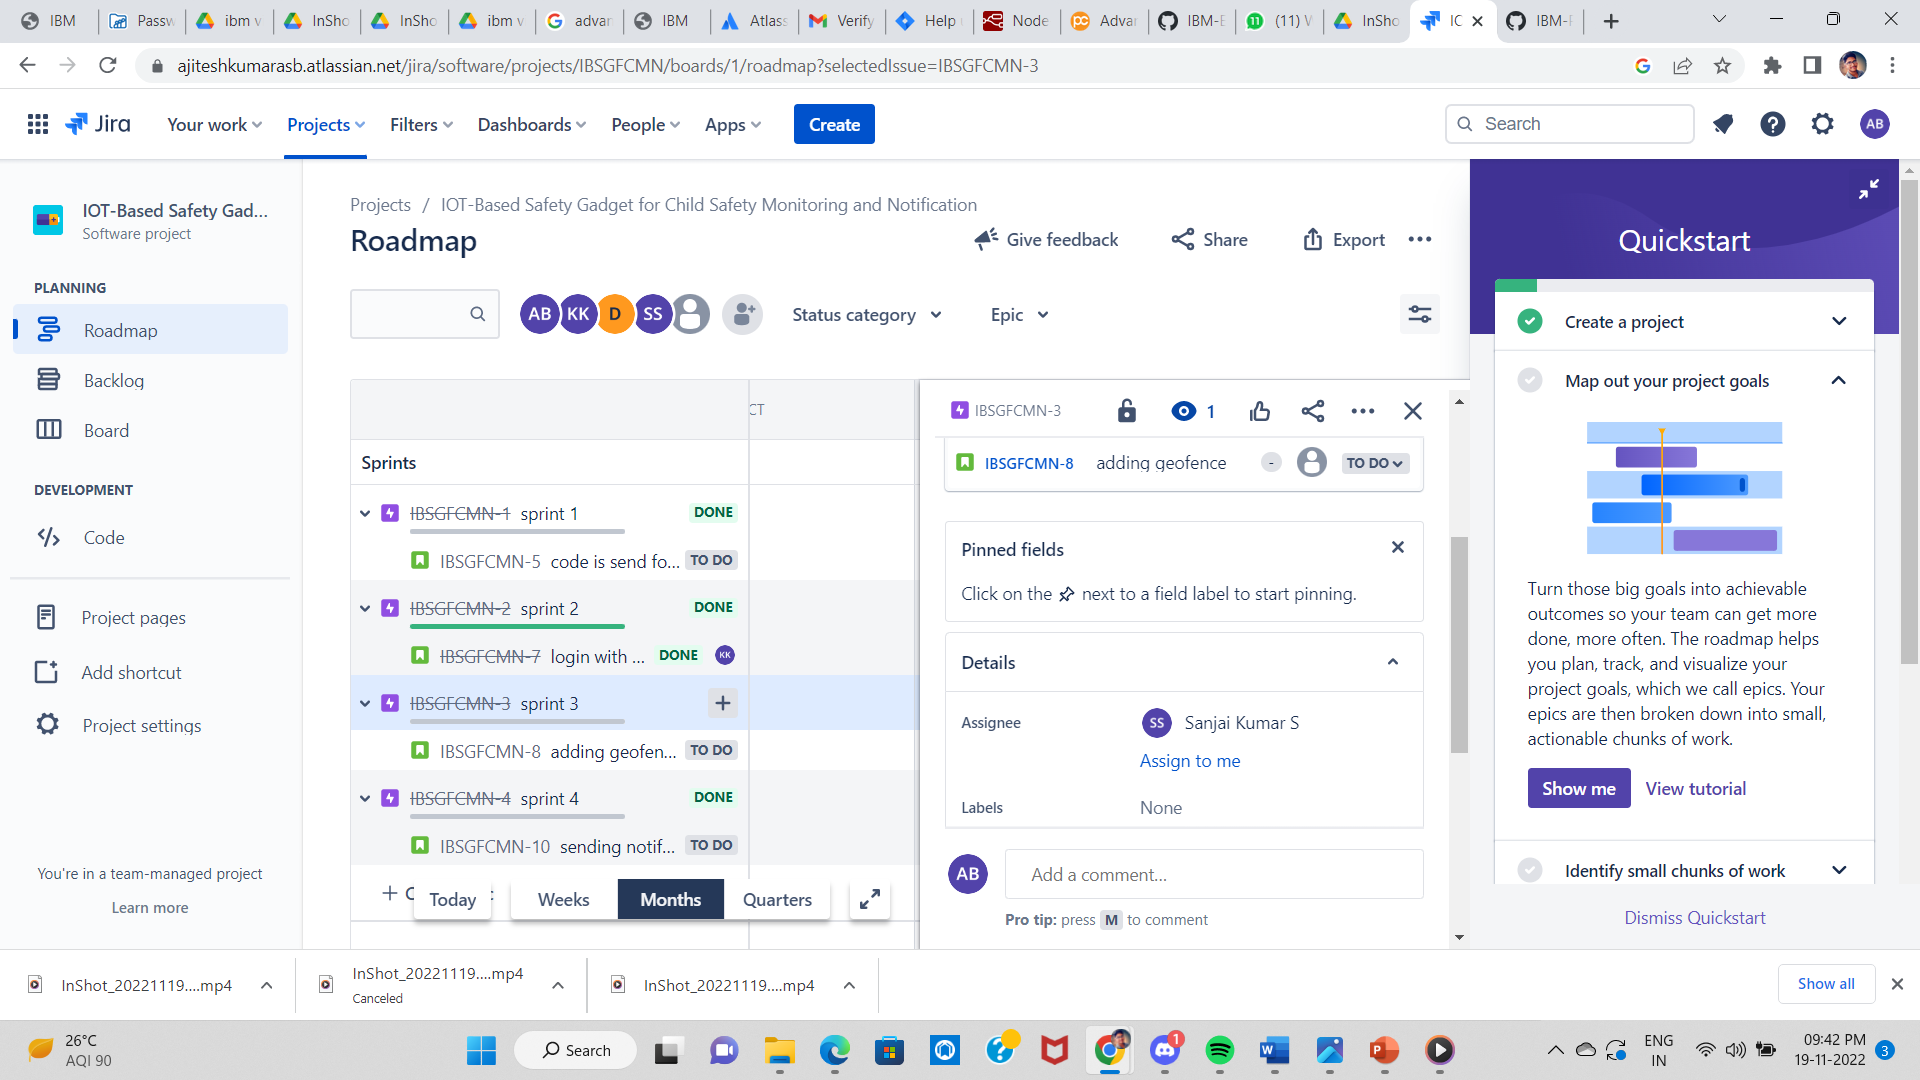 IBM
Passw
ibm v
InSho
InSho
ibm v
advar
IBM
Atlass
Verify
Help
Node
Advar
IBM-E
(11) W
InSho
IC
IBM-
ajiteshkumarasb.atlassian.net/jira/software/projects/IBSGFCMN/boards/1/roadmap?selectedIssue=IBSGFCMN-3
Jira
Your work
Projects
Filters
Dashboards
People
Apps
Create
Search
AB
IOT-Based Safety Gad...
Software project
PLANNING
Roadmap
Backlog
Board
DEVELOPMENT
Code
Project pages
Add shortcut
Project settings
You're in a team-managed project
Learn more
Projects / IOT-Based Safety Gadget for Child Safety Monitoring and Notification
Roadmap
Give feedback
Share
Export
AB KK D SS
Status category
Epic
CT
Sprints
IBSGFCMN-1 sprint 1 DONE
IBSGFCMN-5 code is send fo... TO DO
IBSGFCMN-2 sprint 2 DONE
IBSGFCMN-7 login with ... DONE KK
IBSGFCMN-3 sprint 3
IBSGFCMN-8 adding geofen... TO DO
IBSGFCMN-4 sprint 4 DONE
IBSGFCMN-10 sending notif... TO DO
Today
Weeks
Months
Quarters
IBSGFCMN-3
1
IBSGFCMN-8 adding geofence - TO DO
Pinned fields
Click on the next to a field label to start pinning.
Details
Assignee
SS Sanjai Kumar S
Assign to me
Labels
None
AB
Add a comment...
Pro tip: press M to comment
Quickstart
Create a project
Map out your project goals
Turn those big goals into achievable
outcomes so your team can get more
done, more often. The roadmap helps
you plan, track, and visualize your
project goals, which we call epics. Your
epics are then broken down into small,
actionable chunks of work.
Show me
View tutorial
Identify small chunks of work
Dismiss Quickstart
InShot_20221119....mp4
InShot_20221119....mp4
Canceled
InShot_20221119....mp4
Show all
26°C
AQI 90
Search
1
ENG
IN
09:42 PM
19-11-2022
3